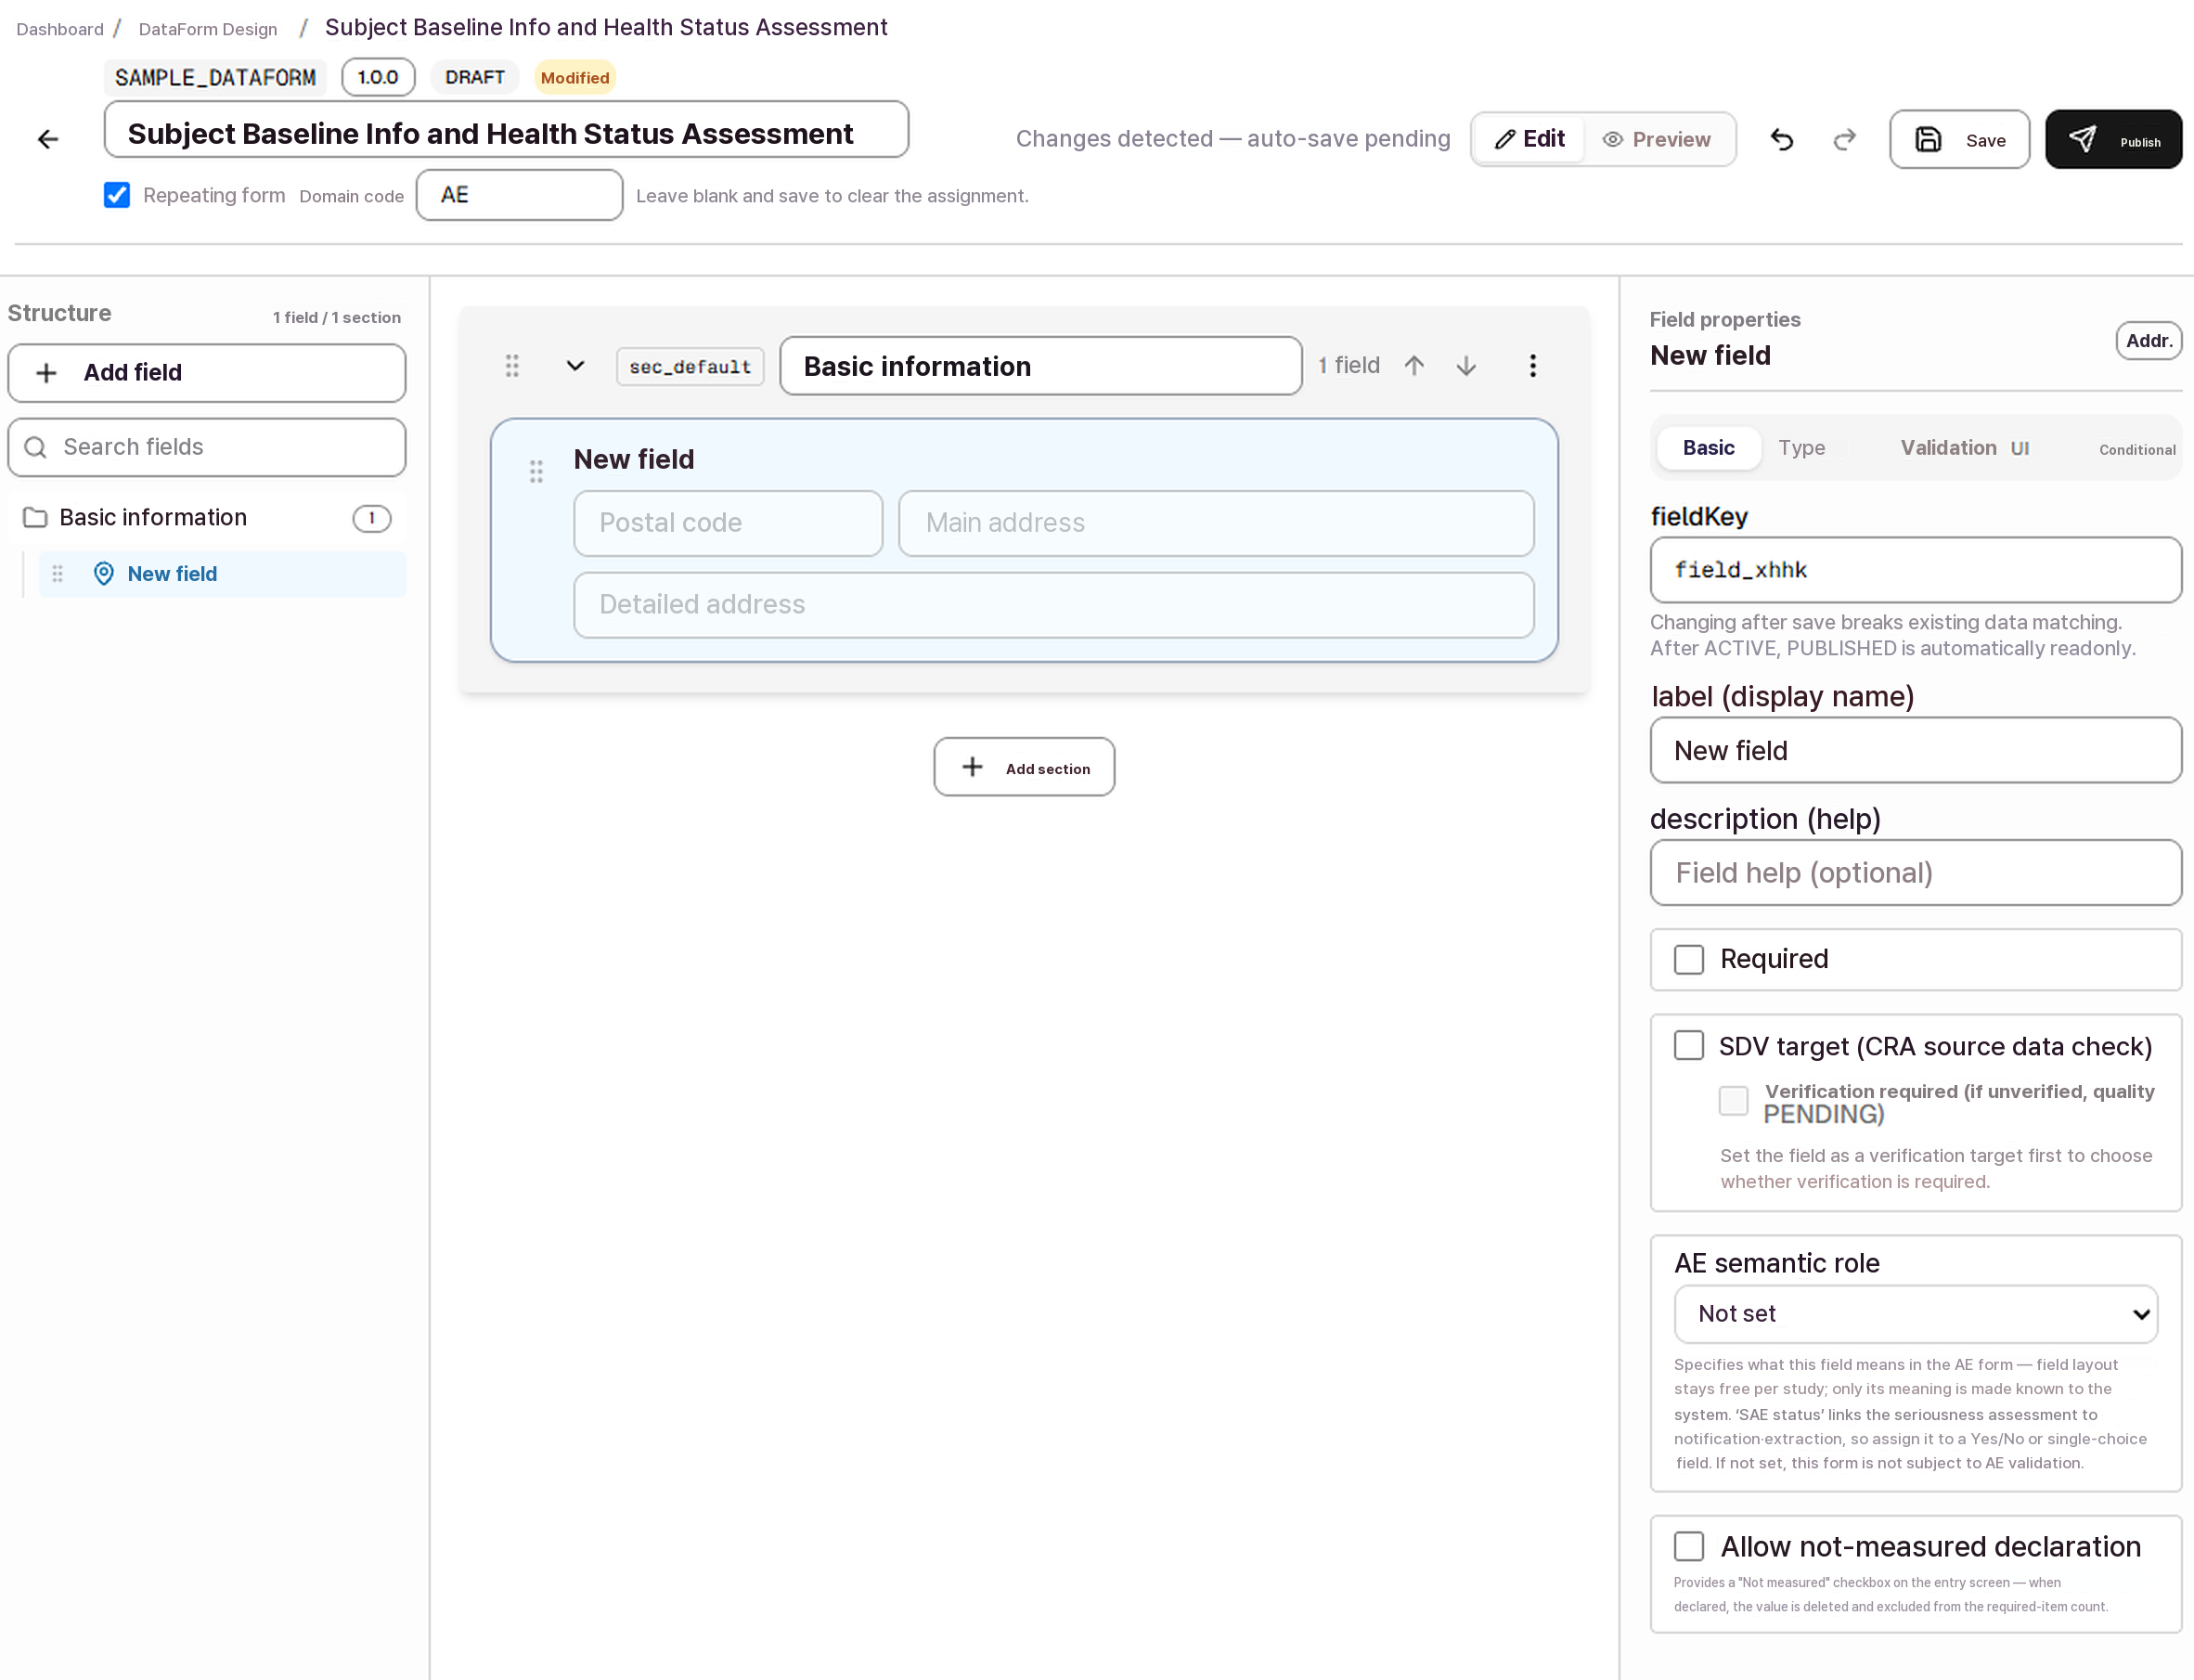 Dashboard / DataForm Design / Subject Baseline Info and Health Status Assessment
SAMPLE_DATAFORM 1.0.0 DRAFT Modified
Subject Baseline Info and Health Status Assessment
Changes detected — auto-save pending Edit Preview Save Publish
Repeating form Domain code AE Leave blank and save to clear the assignment.
Structure 1 field / 1 section
Add field
Search fields
Basic information 1
New field
sec_default Basic information 1 field
New field
Postal code Main address
Detailed address
Add section
Field properties
New field Addr.
Basic Type Validation UI Conditional
fieldKey
field_xhhk
Changing after save breaks existing data matching.
After ACTIVE, PUBLISHED is automatically readonly.
label (display name)
New field
description (help)
Field help (optional)
Required
SDV target (CRA source data check)
Verification required (if unverified, quality
PENDING)
Set the field as a verification target first to choose
whether verification is required.
AE semantic role
Not set
Specifies what this field means in the AE form — field layout
stays free per study; only its meaning is made known to the
system. ‘SAE status’ links the seriousness assessment to
notification·extraction, so assign it to a Yes/No or single-choice
field. If not set, this form is not subject to AE validation.
Allow not-measured declaration
Provides a "Not measured" checkbox on the entry screen — when
declared, the value is deleted and excluded from the required-item count.